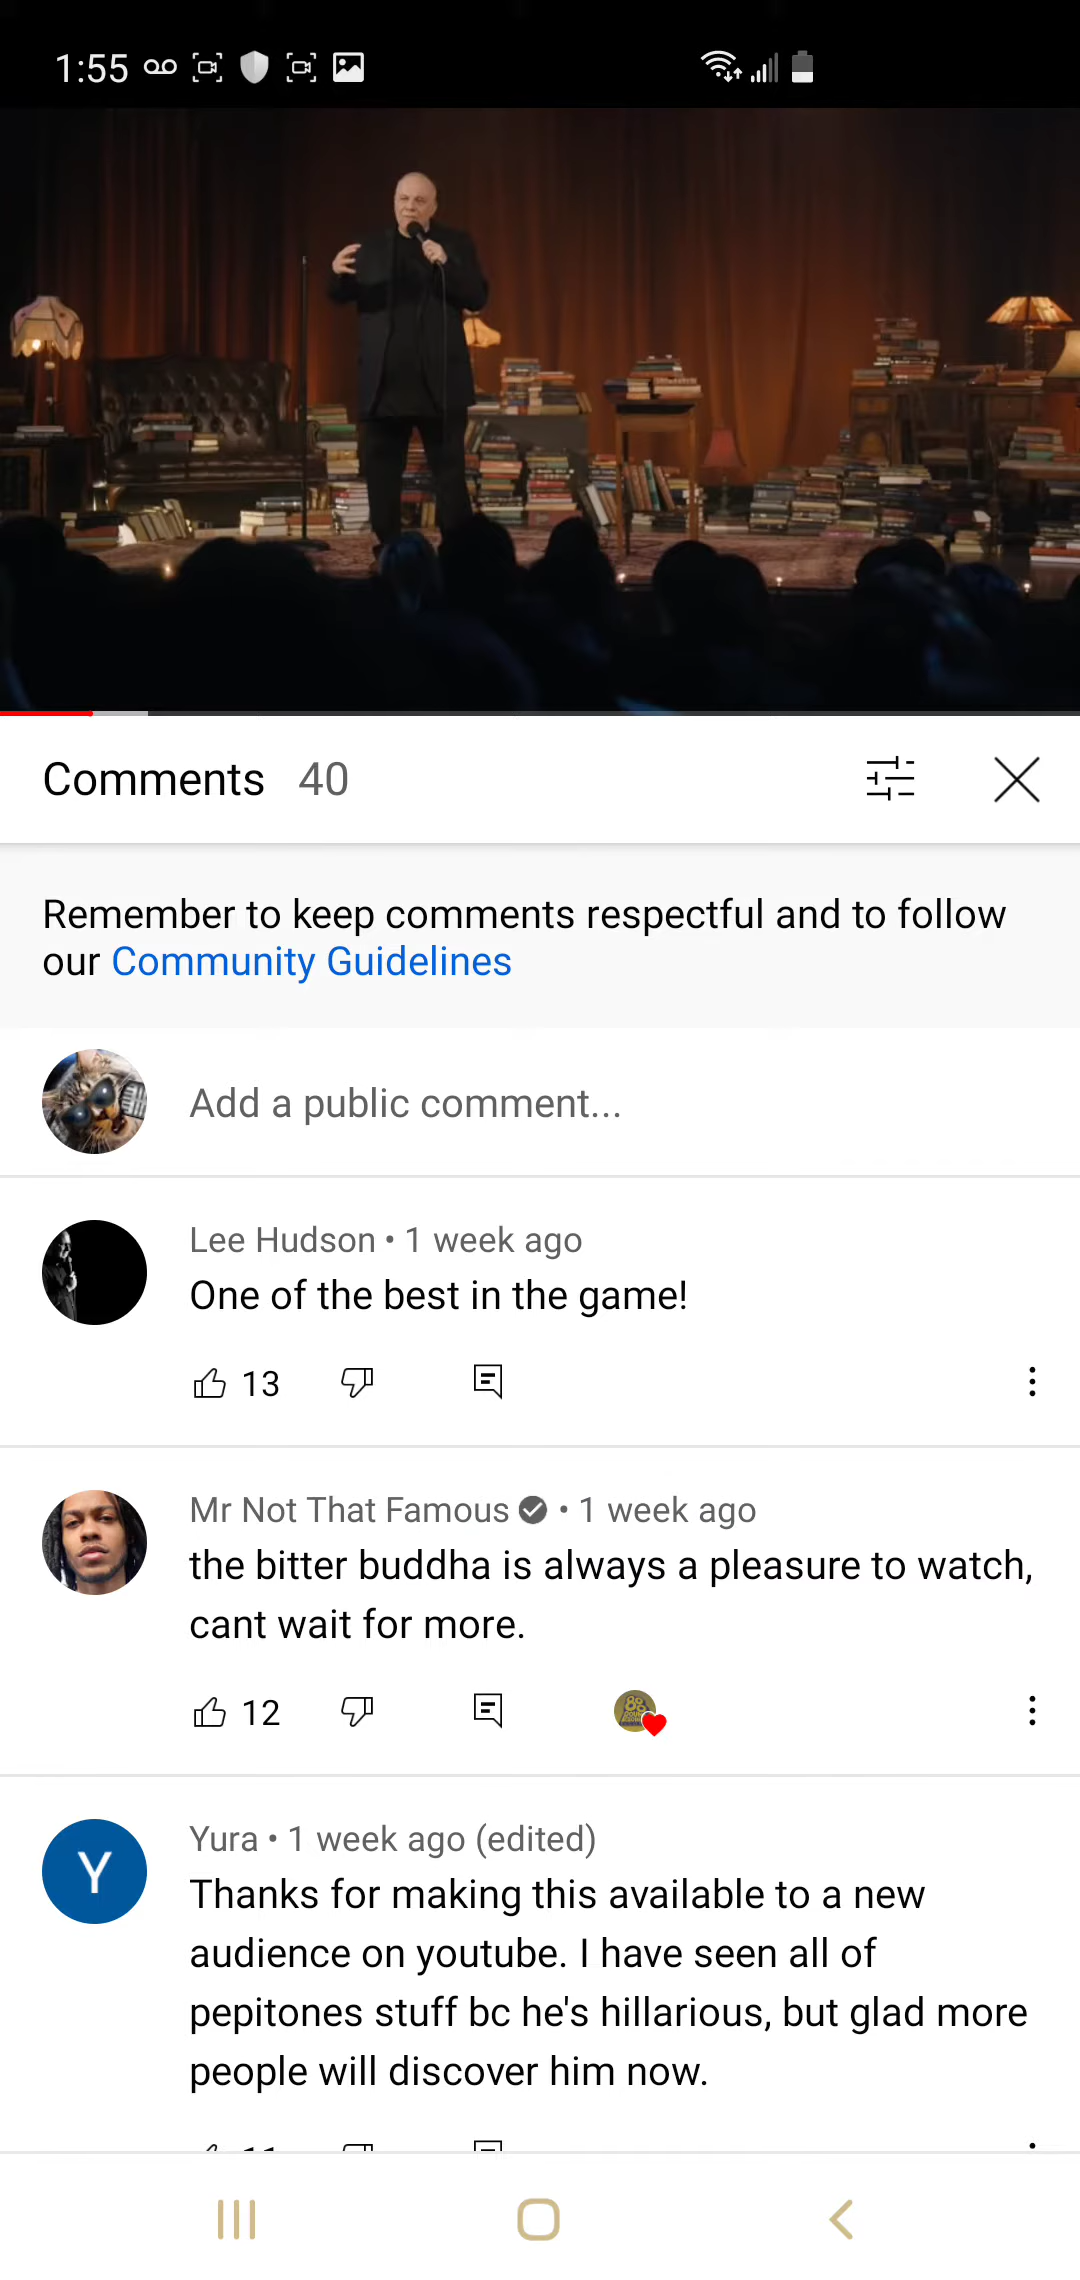 1:55
Comments 40
Remember to keep comments respectful and to follow
our Community Guidelines
Add a public comment...
Lee Hudson • 1 week ago
One of the best in the game!
13
Mr Not That Famous • 1 week ago
the bitter buddha is always a pleasure to watch,
cant wait for more.
12
Y
Yura • 1 week ago (edited)
Thanks for making this available to a new
audience on youtube. I have seen all of
pepitones stuff bc he's hillarious, but glad more
people will discover him now.